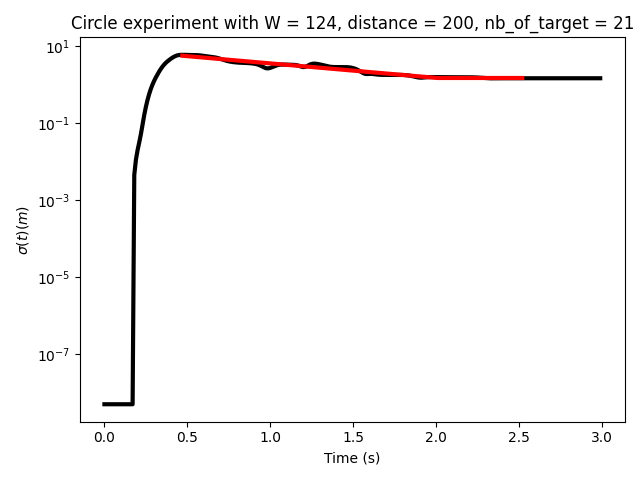 Circle experiment with W = 124, distance = 200, nb_of_target = 21
10¹
10⁻¹
10⁻³
10⁻⁵
10⁻⁷
σ(t)(m)
0.0 0.5 1.0 1.5 2.0 2.5 3.0
Time (s)